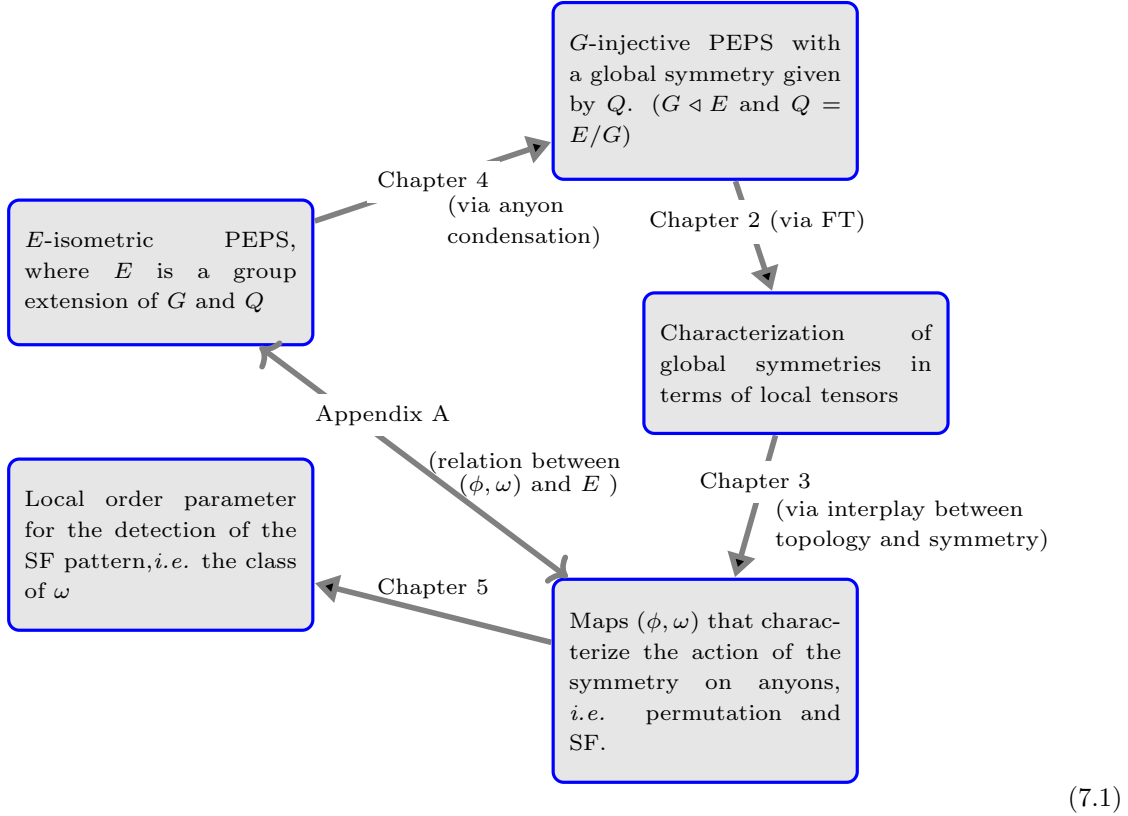 G-injective PEPS with
a global symmetry given
by Q. (G ◃ E and Q =
E/G)
Chapter 4
(via anyon
condensation)
Chapter 2 (via FT)
E-isometric PEPS,
where E is a group
extension of G and Q
Characterization of
global symmetries in
terms of local tensors
Appendix A
(relation between
(ϕ, ω) and E )
Chapter 3
(via interplay between
topology and symmetry)
Local order parameter
for the detection of the
SF pattern,i.e. the class
of ω
Chapter 5
Maps (ϕ, ω) that charac-
terize the action of the
symmetry on anyons,
i.e. permutation and
SF.
(7.1)